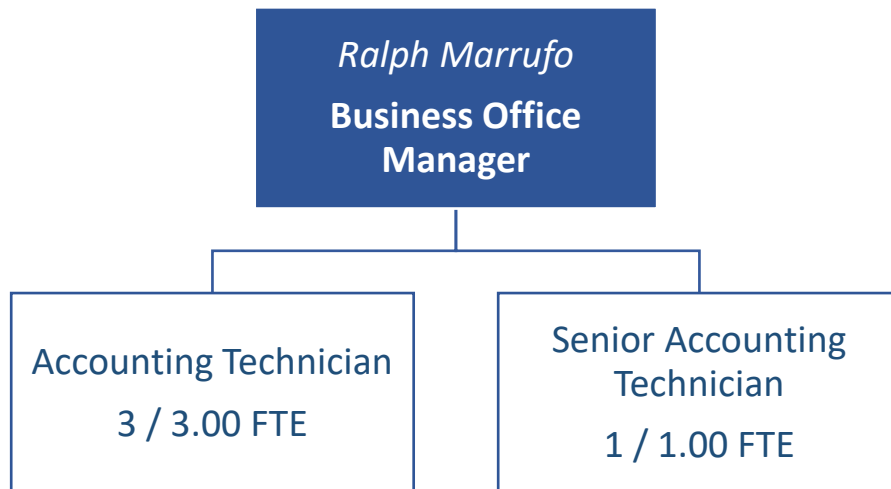 Ralph Marrufo
Business Office
Manager
Accounting Technician
3 / 3.00 FTE
Senior Accounting
Technician
1 / 1.00 FTE